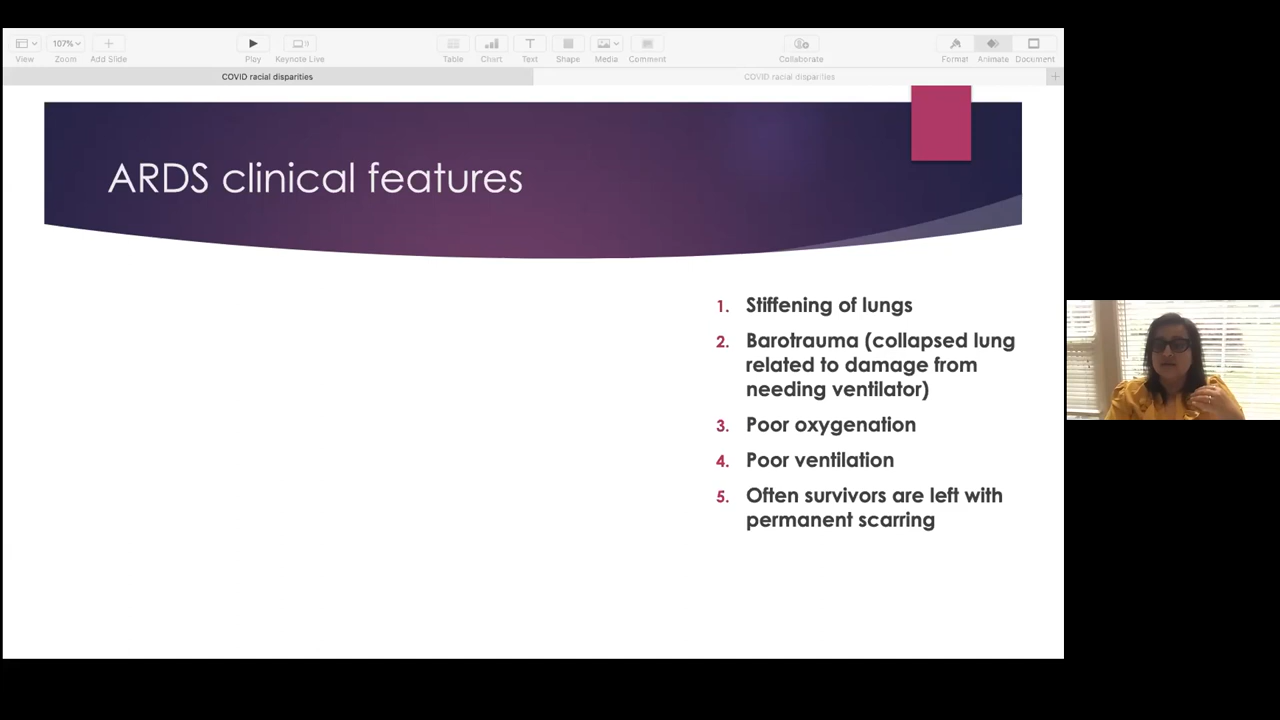 107%
View
Zoom
Add Slide
Play
Keynote Live
Table
Chart
Text
Shape
Media
Comment
Collaborate
Format
Animate
Document
COVID racial disparities
COVID racial disparities
ARDS clinical features
1. Stiffening of lungs
2. Barotrauma (collapsed lung
related to damage from
needing ventilator)
3. Poor oxygenation
4. Poor ventilation
5. Often survivors are left with
permanent scarring